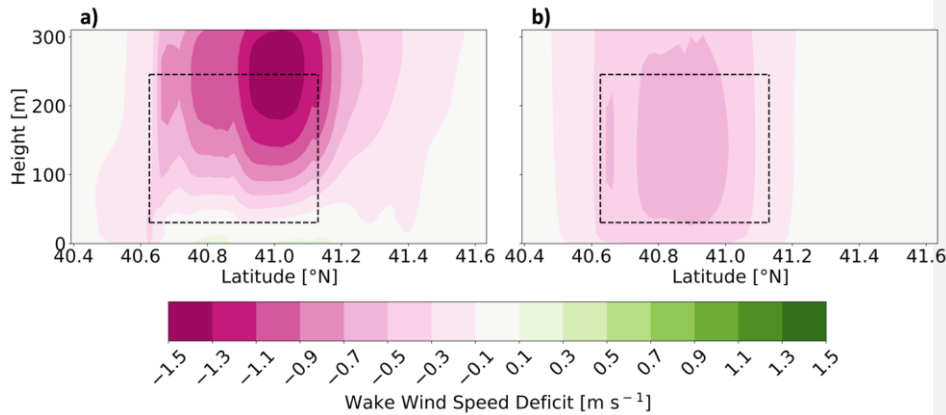 a)
b)
300
200
100
0
Height [m]
40.4 40.6 40.8 41.0 41.2 41.4 41.6
40.4 40.6 40.8 41.0 41.2 41.4 41.6
Latitude [°N]
Latitude [°N]
−1.5 −1.3 −1.1 −0.9 −0.7 −0.5 −0.3 −0.1 0.1 0.3 0.5 0.7 0.9 1.1 1.3 1.5
Wake Wind Speed Deficit [m s⁻¹]